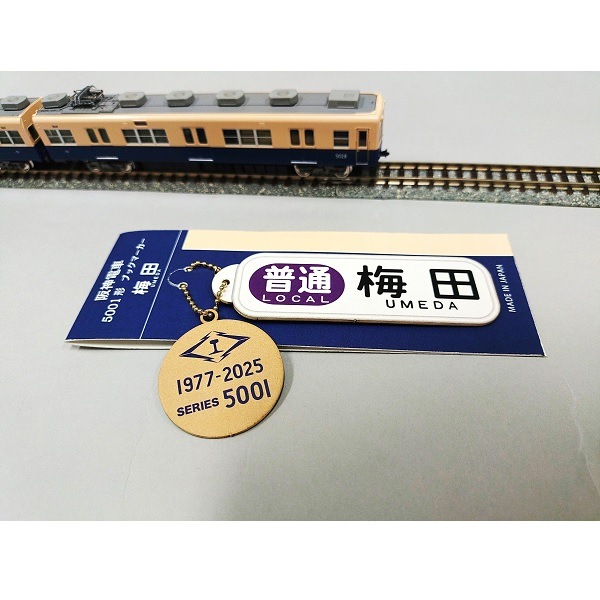 阪神電車
5001形 ブックマーカー
梅田
UMEDA
普通
LOCAL
梅田
UMEDA
MADE IN JAPAN
1977-2025
SERIES 5001